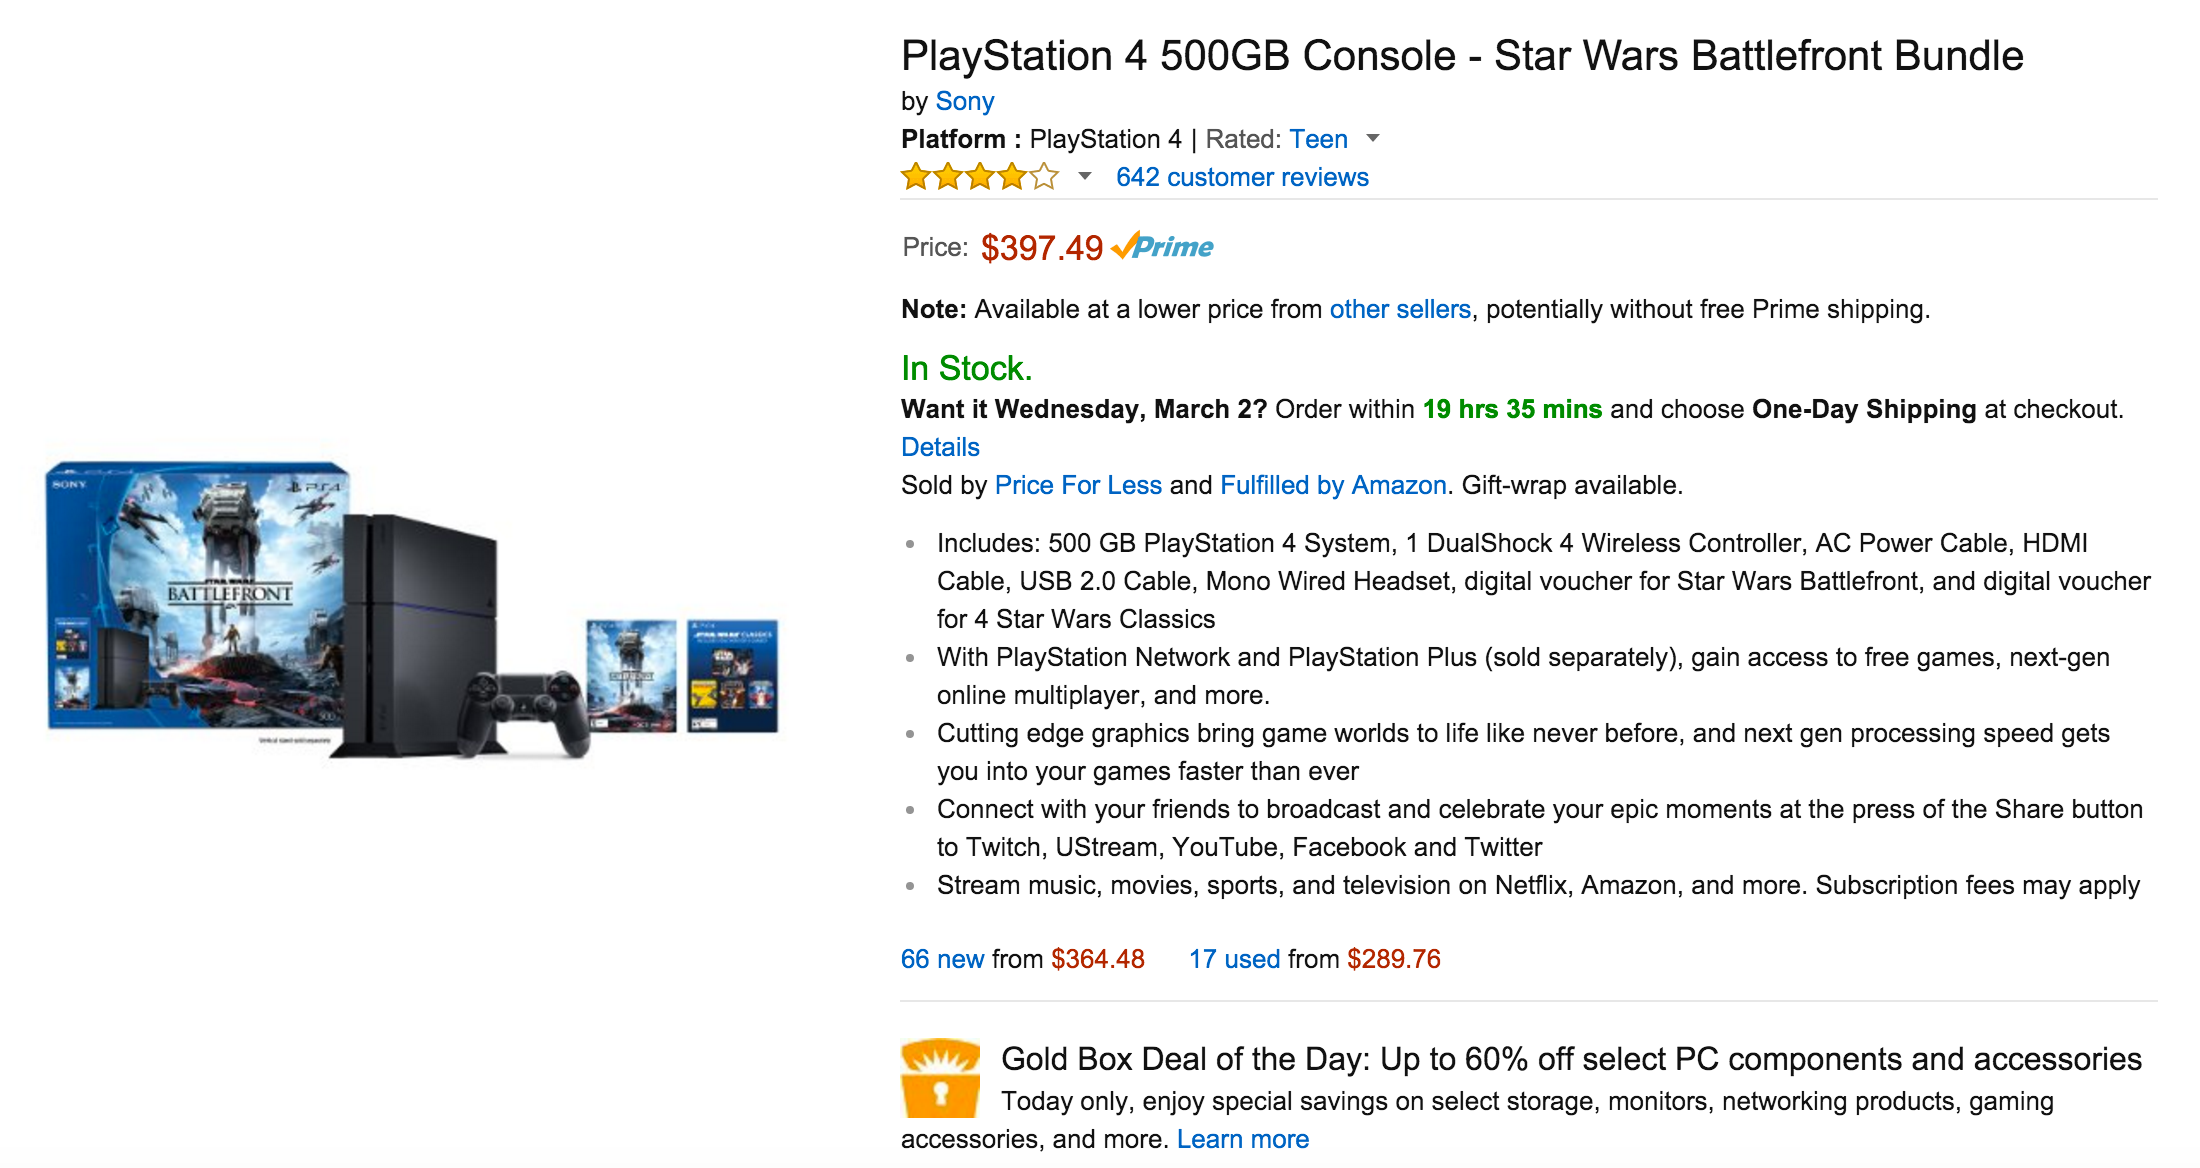 PlayStation 4 500GB Console - Star Wars Battlefront Bundle
by Sony
Platform : PlayStation 4 | Rated: Teen
642 customer reviews
Price: $397.49 Prime
Note: Available at a lower price from other sellers, potentially without free Prime shipping.
In Stock.
Want it Wednesday, March 2? Order within 19 hrs 35 mins and choose One-Day Shipping at checkout.
Details
Sold by Price For Less and Fulfilled by Amazon. Gift-wrap available.
Includes: 500 GB PlayStation 4 System, 1 DualShock 4 Wireless Controller, AC Power Cable, HDMI
Cable, USB 2.0 Cable, Mono Wired Headset, digital voucher for Star Wars Battlefront, and digital voucher
for 4 Star Wars Classics
With PlayStation Network and PlayStation Plus (sold separately), gain access to free games, next-gen
online multiplayer, and more.
Cutting edge graphics bring game worlds to life like never before, and next gen processing speed gets
you into your games faster than ever
Connect with your friends to broadcast and celebrate your epic moments at the press of the Share button
to Twitch, UStream, YouTube, Facebook and Twitter
Stream music, movies, sports, and television on Netflix, Amazon, and more. Subscription fees may apply
66 new from $364.48 17 used from $289.76
Gold Box Deal of the Day: Up to 60% off select PC components and accessories
Today only, enjoy special savings on select storage, monitors, networking products, gaming
accessories, and more. Learn more
SONY
PS4
STAR WARS
BATTLEFRONT
STAR WARS CLASSICS